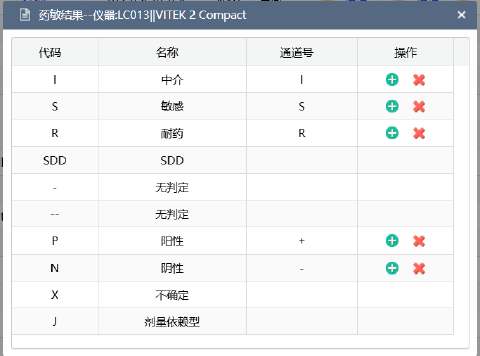 药敏结果--仪器:LC013||VITEK 2 Compact ×
代码 名称 通道号 操作
I 中介 I
S 敏感 S
R 耐药 R
SDD SDD
- 无判定
-- 无判定
P 阳性 +
N 阴性 -
X 不确定
J 剂量依赖型